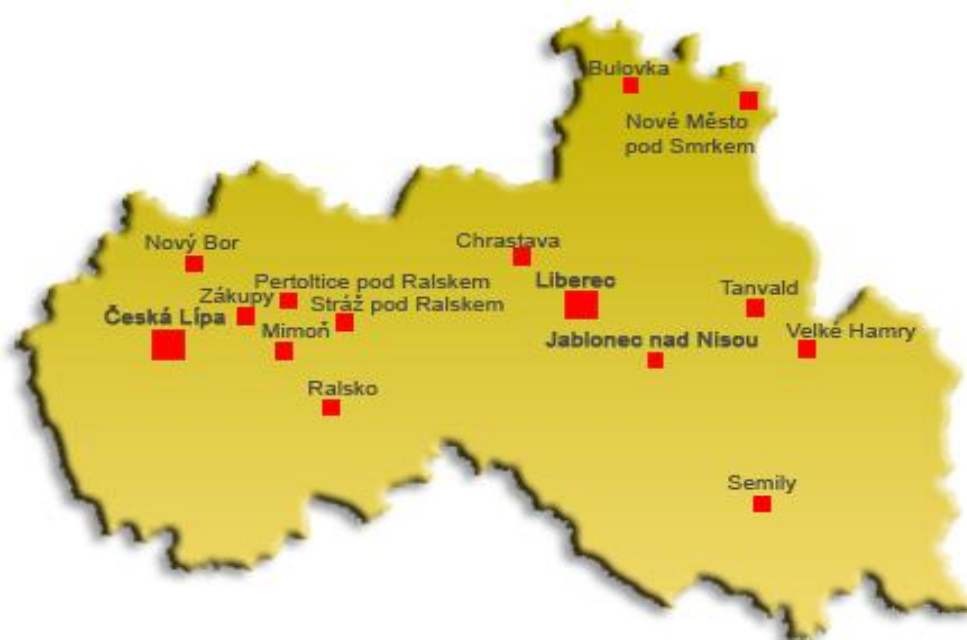 Bulovka
Nové Město
pod Smrkem
Chrastava
Nový Bor
Pertoltice pod Ralskem
Liberec
Tanvald
Zákupy
Stráž pod Ralskem
Česká Lípa
Mimoň
Velké Hamry
Jablonec nad Nisou
Ralsko
Semily